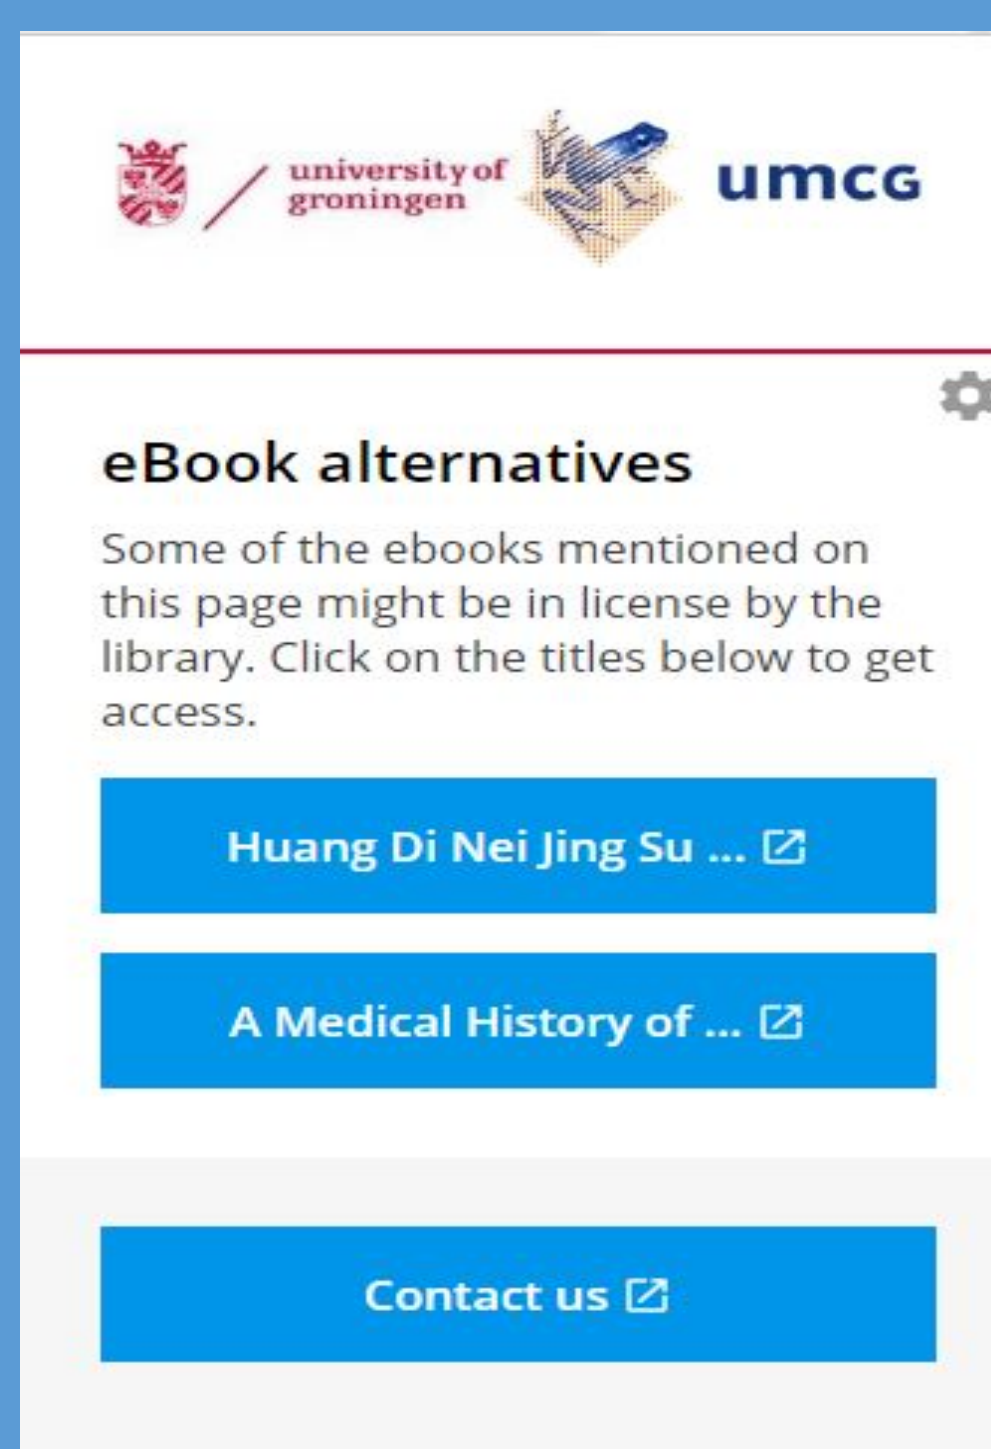 university of
groningen
umcg
eBook alternatives
Some of the ebooks mentioned on
this page might be in license by the
library. Click on the titles below to get
access.
Huang Di Nei Jing Su ...
A Medical History of ...
Contact us